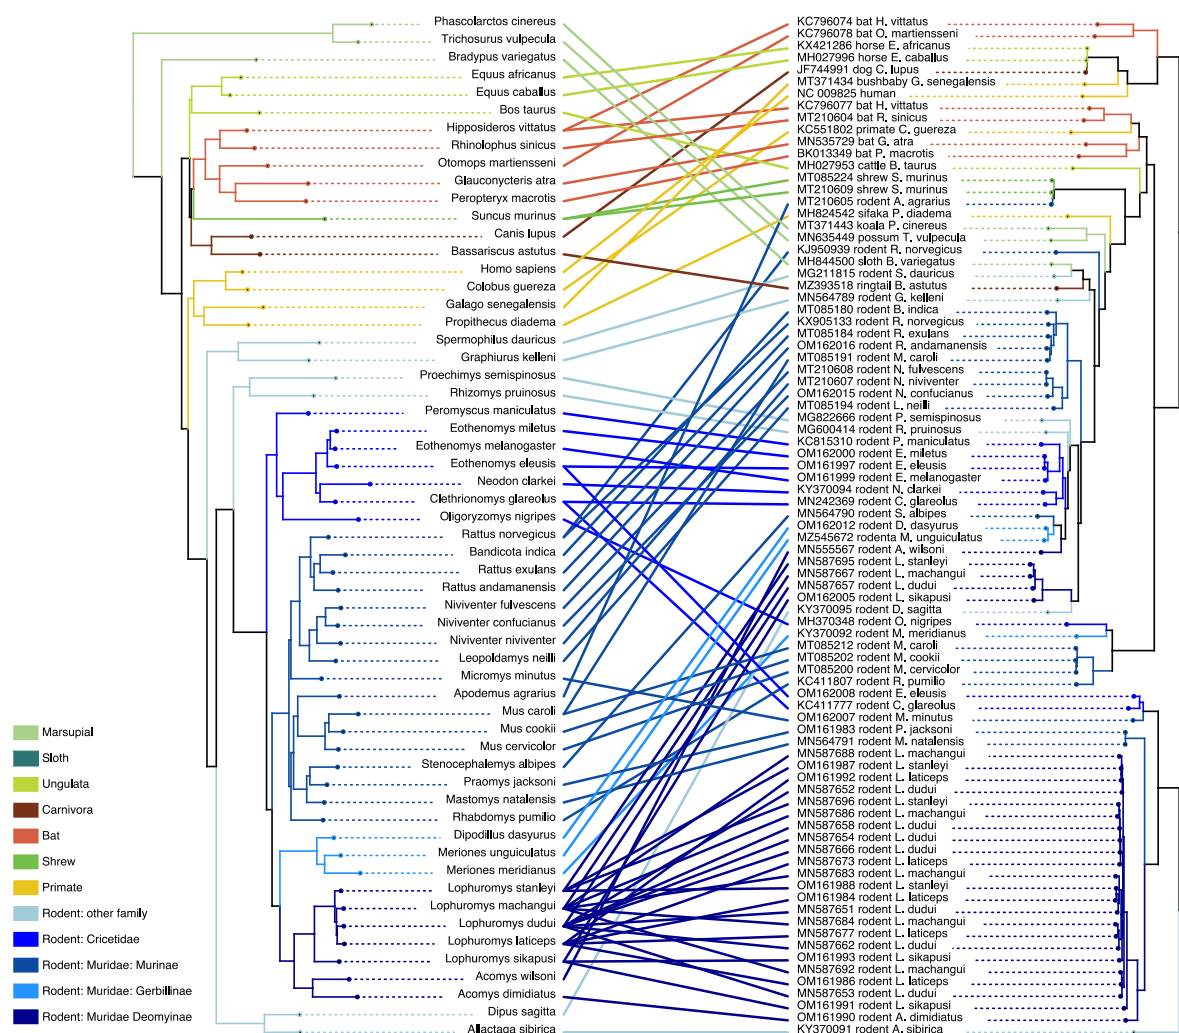 Phascolarctos cinereus
Trichosurus vulpecula
Bradypus variegatus
Equus africanus
Equus caballus
Bos taurus
Hipposideros vittatus
Rhinolophus sinicus
Otomops martiensseni
Glauconycteris atra
Peropteryx macrotis
Suncus murinus
Canis lupus
Bassariscus astutus
Homo sapiens
Colobus guereza
Galago senegalensis
Propithecus diadema
Spermophilus dauricus
Graphiurus kelleni
Proechimys semispinosus
Rhizomys pruinosus
Peromyscus maniculatus
Eothenomys miletus
Eothenomys melanogaster
Eothenomys eleusis
Neodon clarkei
Clethrionomys glareolus
Oligoryzomys nigripes
Rattus norvegicus
Bandicota indica
Rattus exulans
Rattus andamanensis
Niviventer fulvescens
Niviventer confucianus
Niviventer niviventer
Leopoldamys neilli
Micromys minutus
Apodemus agrarius
Mus caroli
Mus cookii
Mus cervicolor
Stenocephalemys albipes
Praomys jacksoni
Mastomys natalensis
Rhabdomys pumilio
Dipodillus dasyurus
Meriones unguiculatus
Meriones meridianus
Lophuromys stanleyi
Lophuromys machangui
Lophuromys dudui
Lophuromys laticeps
Lophuromys sikapusi
Acomys wilsoni
Acomys dimidiatus
Dipus sagitta
Allactaga sibirica
KC796074 bat H. vittatus
KC796078 bat O. martiensseni
KX421286 horse E. africanus
MH027996 horse E. caballus
JF744991 dog C. lupus
MT371434 bushbaby G. senegalensis
NC 009825 human
KC796077 bat H. vittatus
MT210604 bat R. sinicus
KC551802 primate C. guereza
MN535729 bat G. atra
BK013349 bat P. macrotis
MH027953 cattle B. taurus
MT085224 shrew S. murinus
MT210609 shrew S. murinus
MT210605 rodent A. agrarius
MH824542 sifaka P. diadema
MT371443 koala P. cinereus
MN635449 possum T. vulpecula
KJ950939 rodent R. norvegicus
MH844500 sloth B. variegatus
MG211815 rodent S. dauricus
MZ393518 ringtail B. astutus
MN564789 rodent G. kelleni
MT085180 rodent B. indica
KX905133 rodent R. norvegicus
MT085184 rodent R. exulans
OM162016 rodent R. andamanensis
MT085191 rodent M. caroli
MT210608 rodent N. fulvescens
MT210607 rodent N. niviventer
OM162015 rodent N. confucianus
MT085194 rodent L. neilli
MG822666 rodent P. semispinosus
MG600414 rodent R. pruinosus
KC815310 rodent P. maniculatus
OM162000 rodent E. miletus
OM161997 rodent E. eleusis
OM161999 rodent E. melanogaster
KY370094 rodent N. clarkei
MN242369 rodent C. glareolus
MN564790 rodent S. albipes
OM162012 rodent D. dasyurus
MZ545672 rodenta M. unguiculatus
MN555567 rodent A. wilsoni
MN587695 rodent L. stanleyi
MN587667 rodent L. machangui
MN587657 rodent L. dudui
OM162005 rodent L. sikapusi
KY370095 rodent D. sagitta
MH370348 rodent O. nigripes
KY370092 rodent M. meridianus
MT085212 rodent M. caroli
MT085202 rodent M. cookii
MT085200 rodent M. cervicolor
KC411807 rodent R. pumilio
OM162008 rodent E. eleusis
KC411777 rodent C. glareolus
OM162007 rodent M. minutus
OM161983 rodent P. jacksoni
MN564791 rodent M. natalensis
MN587688 rodent L. machangui
OM161987 rodent L. stanleyi
OM161992 rodent L. laticeps
MN587652 rodent L. dudui
MN587696 rodent L. stanleyi
MN587686 rodent L. machangui
MN587658 rodent L. dudui
MN587654 rodent L. dudui
MN587666 rodent L. dudui
MN587673 rodent L. laticeps
MN587683 rodent L. machangui
OM161988 rodent L. stanleyi
OM161984 rodent L. laticeps
MN587651 rodent L. dudui
MN587684 rodent L. machangui
MN587677 rodent L. laticeps
MN587662 rodent L. dudui
OM161993 rodent L. sikapusi
MN587692 rodent L. machangui
OM161986 rodent L. laticeps
MN587653 rodent L. dudui
OM161991 rodent L. sikapusi
OM161990 rodent A. dimidiatus
KY370091 rodent A. sibirica
Marsupial
Sloth
Ungulata
Carnivora
Bat
Shrew
Primate
Rodent: other family
Rodent: Cricetidae
Rodent: Muridae: Murinae
Rodent: Muridae: Gerbillinae
Rodent: Muridae Deomyinae